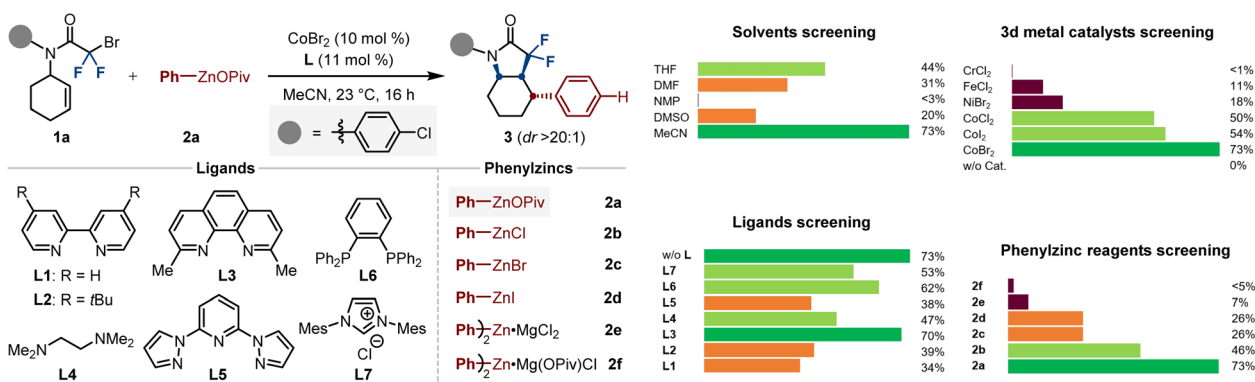 O
Br
N
F
F
1a
+
Ph—ZnOPiv
2a
CoBr2 (10 mol %)
L (11 mol %)
MeCN, 23 °C, 16 h
= Cl
O
F
F
N
H
3 (dr >20:1)
Ligands
R R
N N
L1: R = H
L2: R = tBu
N N
Me Me
L3
Ph2P PPh2
L6
Me2N NMe2
L4
N N N
N N
L5
Mes N + N Mes
Cl−
L7
Phenylzincs
Ph—ZnOPiv 2a
Ph—ZnCl 2b
Ph—ZnBr 2c
Ph—ZnI 2d
Ph)2Zn•MgCl2 2e
Ph)2Zn•Mg(OPiv)Cl 2f
Solvents screening
THF 44%
DMF 31%
NMP <3%
DMSO 20%
MeCN 73%
3d metal catalysts screening
CrCl2 <1%
FeCl2 11%
NiBr2 18%
CoCl2 50%
CoI2 54%
CoBr2 73%
w/o Cat. 0%
Ligands screening
w/o L 73%
L7 53%
L6 62%
L5 38%
L4 47%
L3 70%
L2 39%
L1 34%
Phenylzinc reagents screening
2f <5%
2e 7%
2d 26%
2c 26%
2b 46%
2a 73%